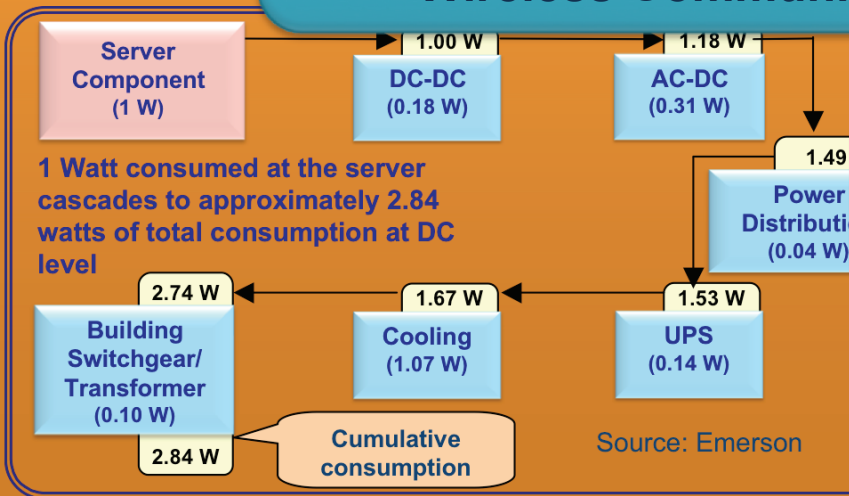 Server
Component
(1 W)
1.00 W
DC-DC
(0.18 W)
1.18 W
AC-DC
(0.31 W)
1.49
Power
(0.04 W)
1 Watt consumed at the server
cascades to approximately 2.84
watts of total consumption at DC
level
2.74 W
Building
Switchgear/
Transformer
(0.10 W)
2.84 W
1.67 W
Cooling
(1.07 W)
1.53 W
UPS
(0.14 W)
Cumulative
consumption
Source: Emerson